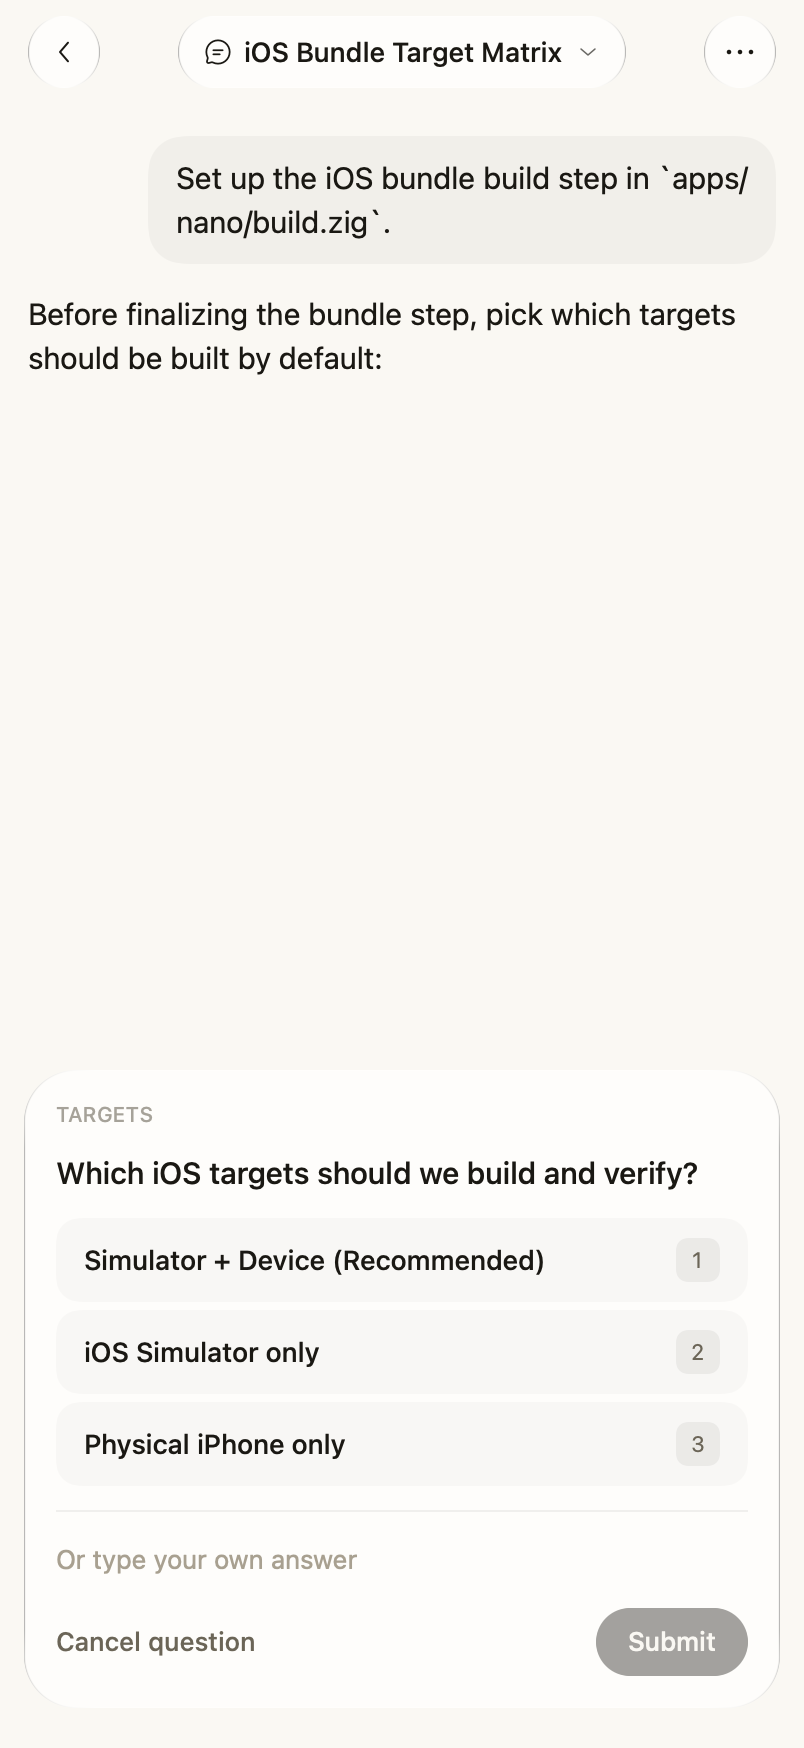 iOS Bundle Target Matrix
Set up the iOS bundle build step in `apps/
nano/build.zig`.
Before finalizing the bundle step, pick which targets
should be built by default:
TARGETS
Which iOS targets should we build and verify?
Simulator + Device (Recommended) 1
iOS Simulator only 2
Physical iPhone only 3
Or type your own answer
Cancel question Submit